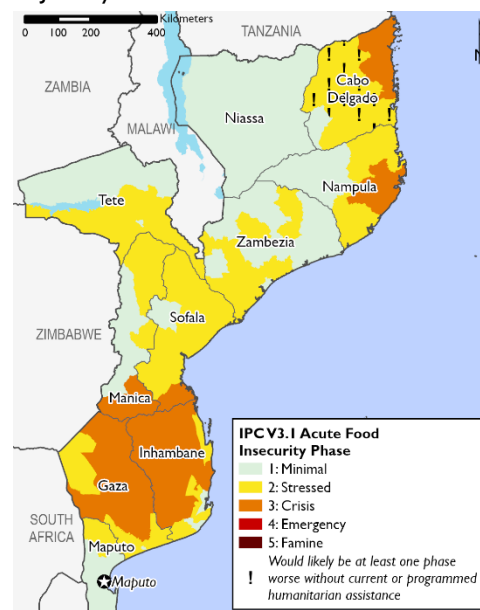 0 100 200 400
Kilometers
TANZANIA
ZAMBIA
MALAWI
Cabo
Delgado
Niassa
Nampula
Tete
Zambezia
Sofala
ZIMBABWE
Manica
Inhambane
Gaza
SOUTH
AFRICA
Maputo
Maputo
IPC V3.1 Acute Food
Insecurity Phase
1: Minimal
2: Stressed
3: Crisis
4: Emergency
5: Famine
! Would likely be at least one phase
worse without current or programmed
humanitarian assistance